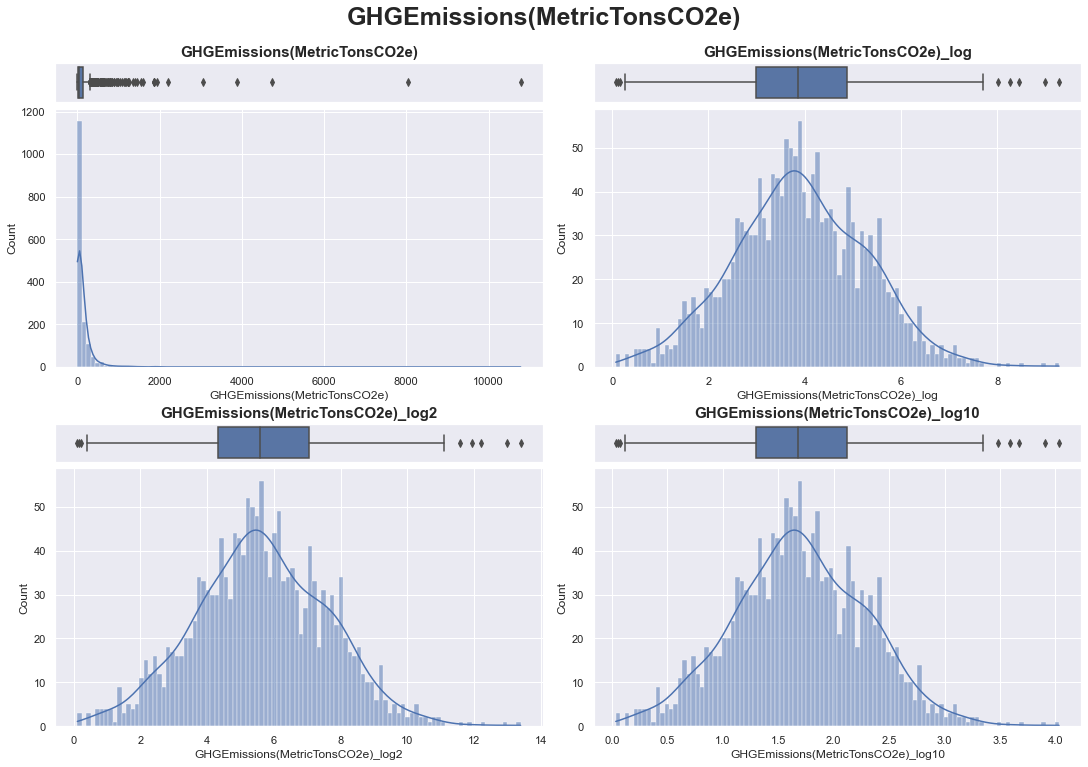 GHGEmissions(MetricTonsCO2e)
GHGEmissions(MetricTonsCO2e)
1200
1000
800
600
400
200
0
Count
0 2000 4000 6000 8000 10000
GHGEmissions(MetricTonsCO2e)
GHGEmissions(MetricTonsCO2e)_log
50
40
30
20
10
0
Count
0 2 4 6 8
GHGEmissions(MetricTonsCO2e)_log
GHGEmissions(MetricTonsCO2e)_log2
50
40
30
20
10
0
Count
0 2 4 6 8 10 12 14
GHGEmissions(MetricTonsCO2e)_log2
GHGEmissions(MetricTonsCO2e)_log10
50
40
30
20
10
0
Count
0.0 0.5 1.0 1.5 2.0 2.5 3.0 3.5 4.0
GHGEmissions(MetricTonsCO2e)_log10